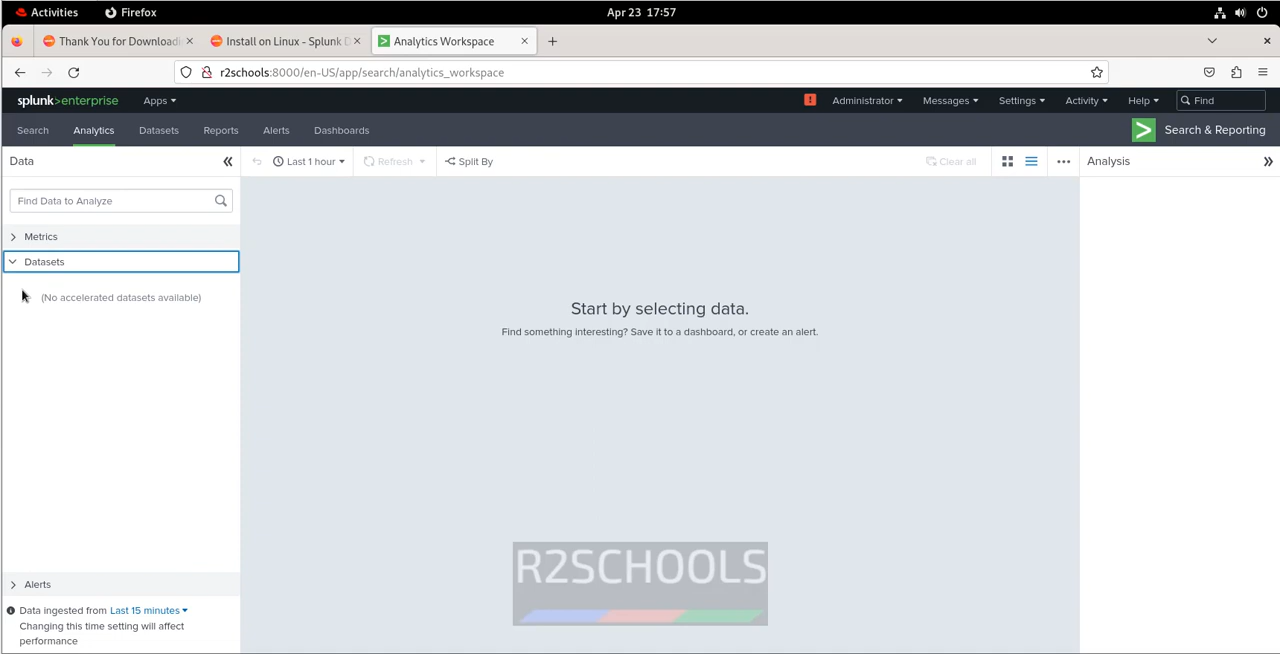 Activities
Firefox
Apr 23 17:57
Thank You for Downloadi
Install on Linux - Splunk D
Analytics Workspace
r2schools:8000/en-US/app/search/analytics_workspace
splunk>enterprise
Apps
Administrator
Messages
Settings
Activity
Help
Find
Search
Analytics
Datasets
Reports
Alerts
Dashboards
Search & Reporting
Data
Last 1 hour
Refresh
Split By
Clear all
Analysis
Find Data to Analyze
Metrics
Datasets
(No accelerated datasets available)
Start by selecting data.
Find something interesting? Save it to a dashboard, or create an alert.
R2SCHOOLS
Alerts
Data ingested from Last 15 minutes
Changing this time setting will affect
performance